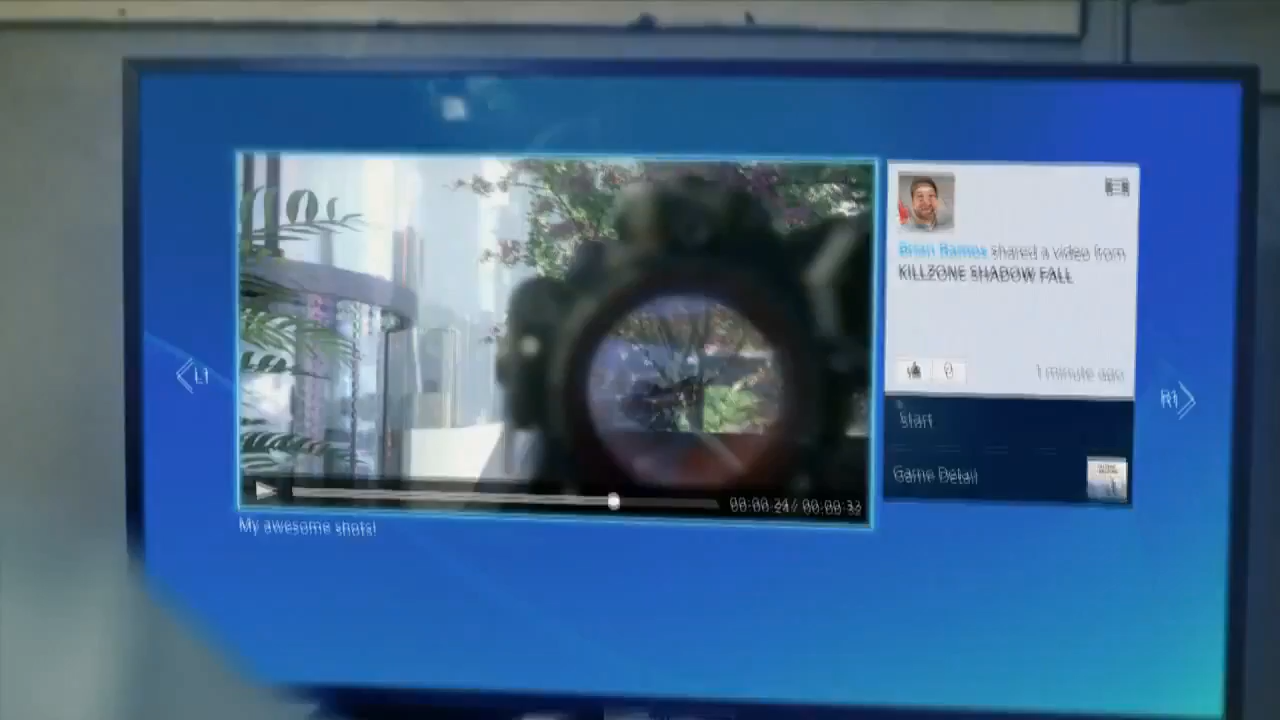 Brian Ramos shared a video from
KILLZONE SHADOW FALL
0
1 minute ago
L1
R1
Start
Game Detail
00:00:24 / 00:00:32
My awesome shots!